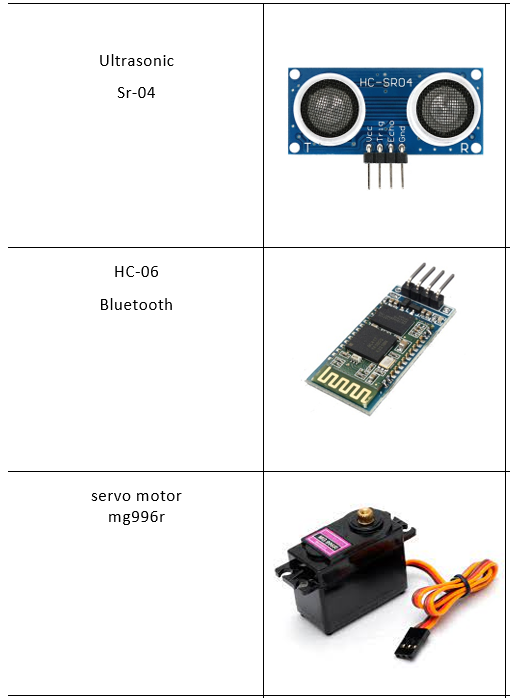 Ultrasonic
Sr-04
HC-SR04
Vcc
Trig
Echo
Gnd
T
R
HC-06
Bluetooth
servo motor
mg996r